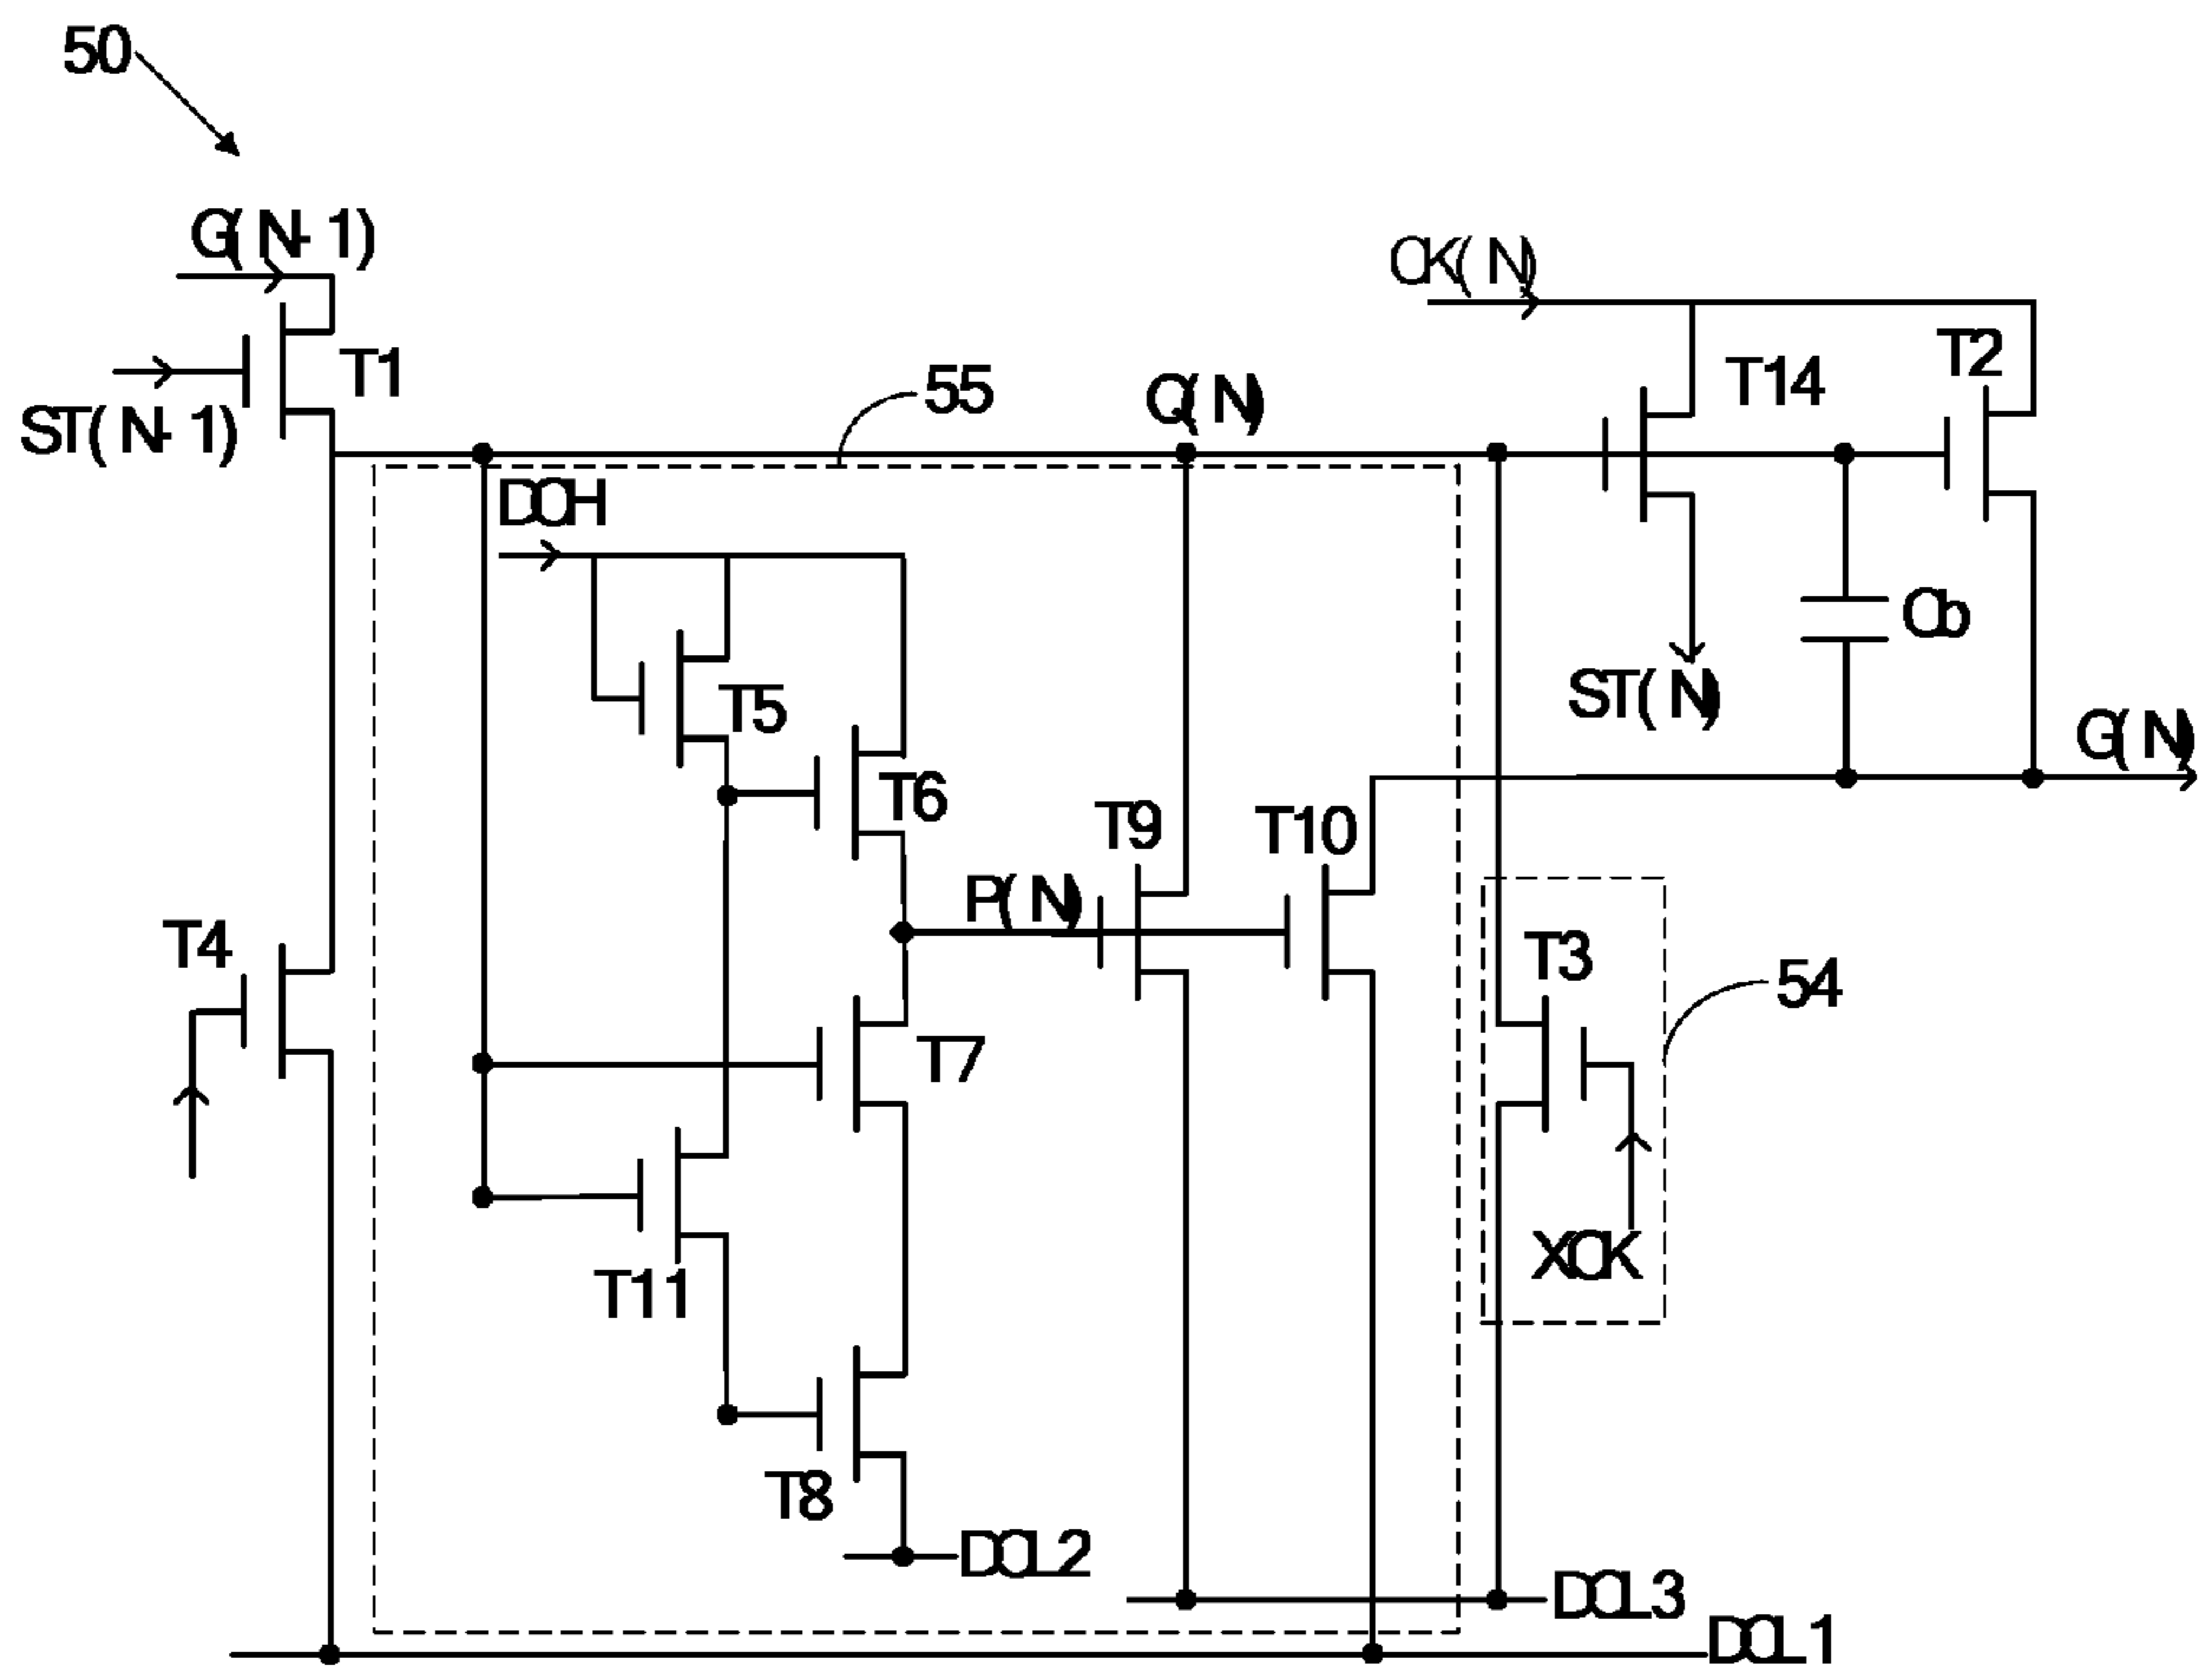 50
G(N-1)
CK(N)
T2
T1
T14
55
Q(N)
ST(N-1)
DCH
Cb
T5
ST(N)
G(N)
T6
T9
T10
P(N)
T4
T3
54
T7
XCK
T11
T8
DCL2
DCL3
DCL1